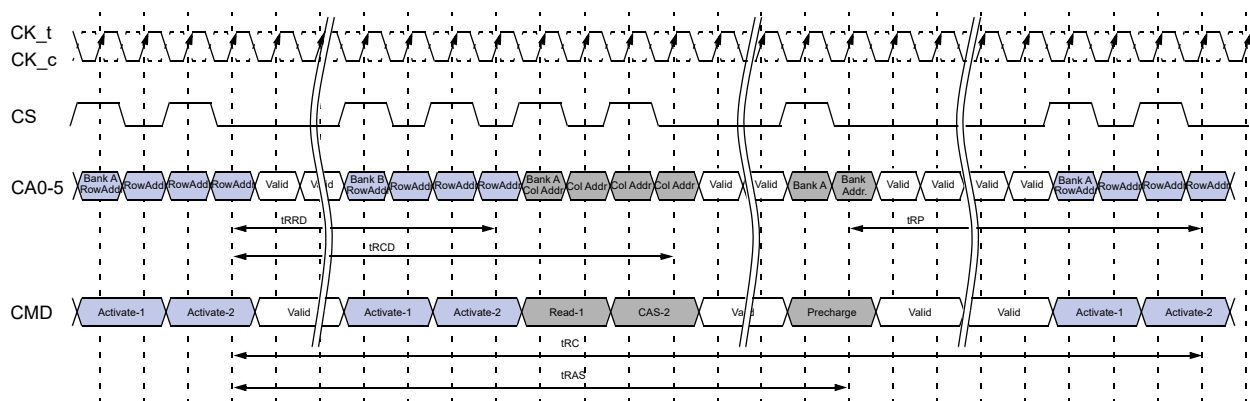 CK_t
CK_c
CS
CA0-5
Bank A
RowAddr
RowAddr
RowAddr
RowAddr
Valid
Valid
Bank B
RowAddr
RowAddr
RowAddr
RowAddr
Bank A
Col Addr
Col Addr
Col Addr
Col Addr
Valid
Valid
Bank A
Bank
Addr.
Valid
Valid
Valid
Valid
Bank A
RowAddr
RowAddr
RowAddr
RowAddr
tRRD
tRP
tRCD
CMD
Activate-1
Activate-2
Valid
Activate-1
Activate-2
Read-1
CAS-2
Valid
Precharge
Valid
Valid
Activate-1
Activate-2
tRC
tRAS